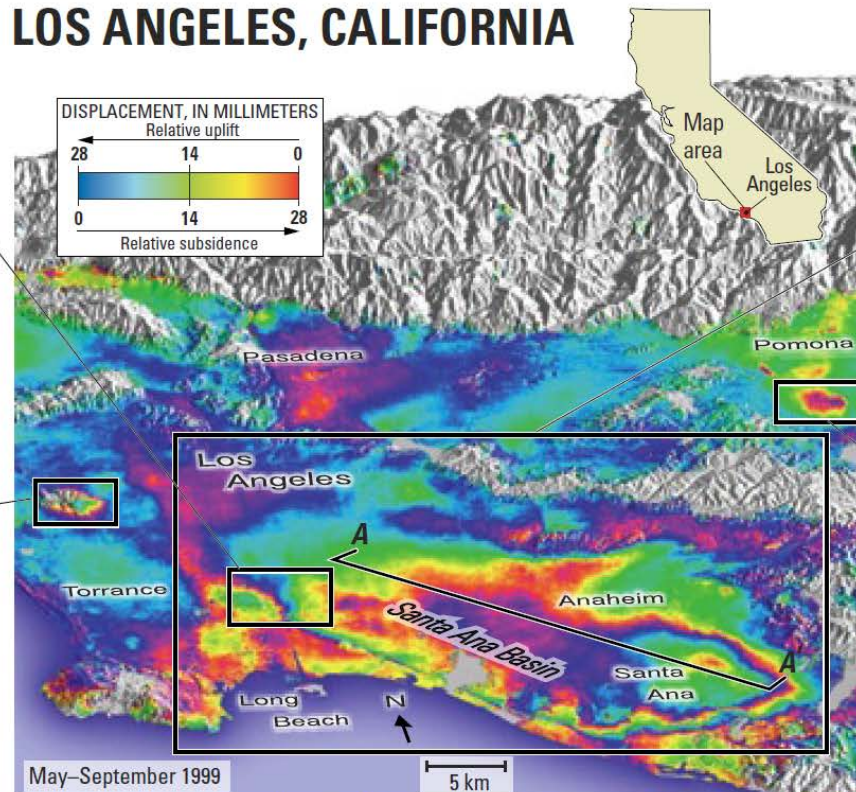 LOS ANGELES, CALIFORNIA
DISPLACEMENT, IN MILLIMETERS
Relative uplift
28 14 0
0 14 28
Relative subsidence
Map
area
Los
Angeles
Pasadena
Pomona
Los
Angeles
A
Torrance
Anaheim
Santa Ana Basin
Santa
Ana
A'
Long
Beach
N
May–September 1999
5 km